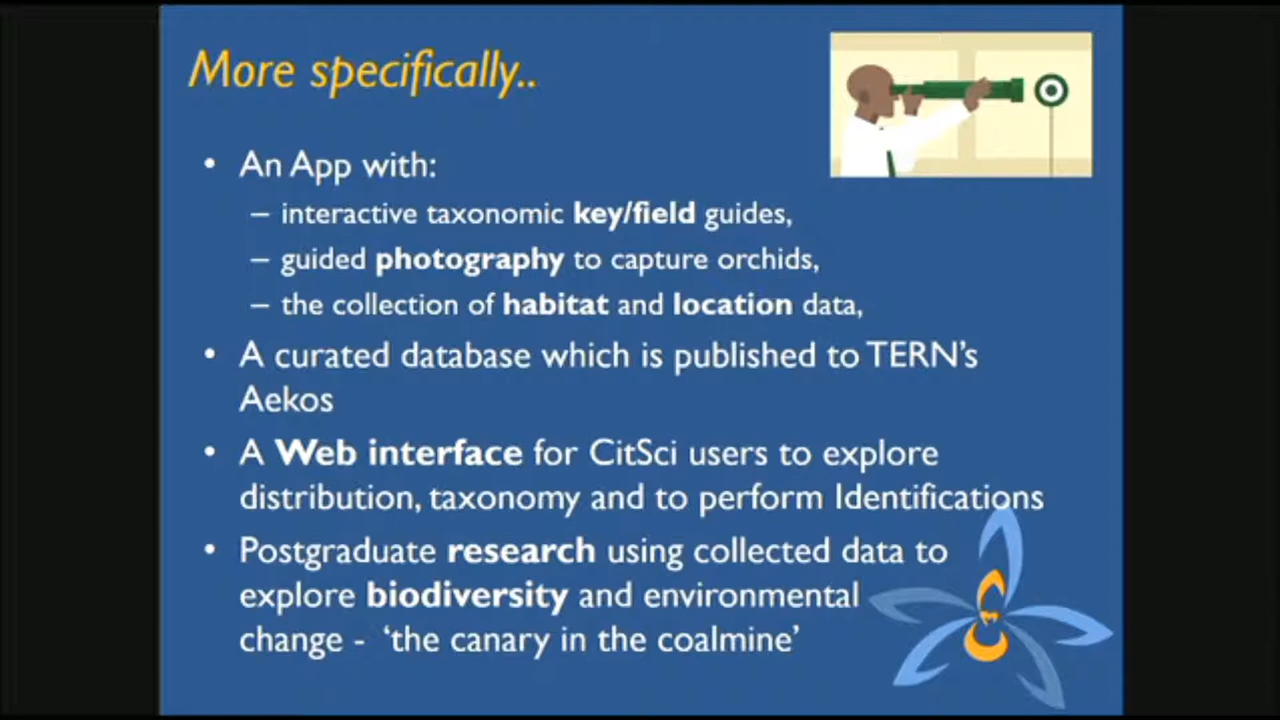 More specifically..
• An App with:
– interactive taxonomic key/field guides,
– guided photography to capture orchids,
– the collection of habitat and location data,
• A curated database which is published to TERN's
Aekos
• A Web interface for CitSci users to explore
distribution, taxonomy and to perform Identifications
• Postgraduate research using collected data to
explore biodiversity and environmental
change - ‘the canary in the coalmine’